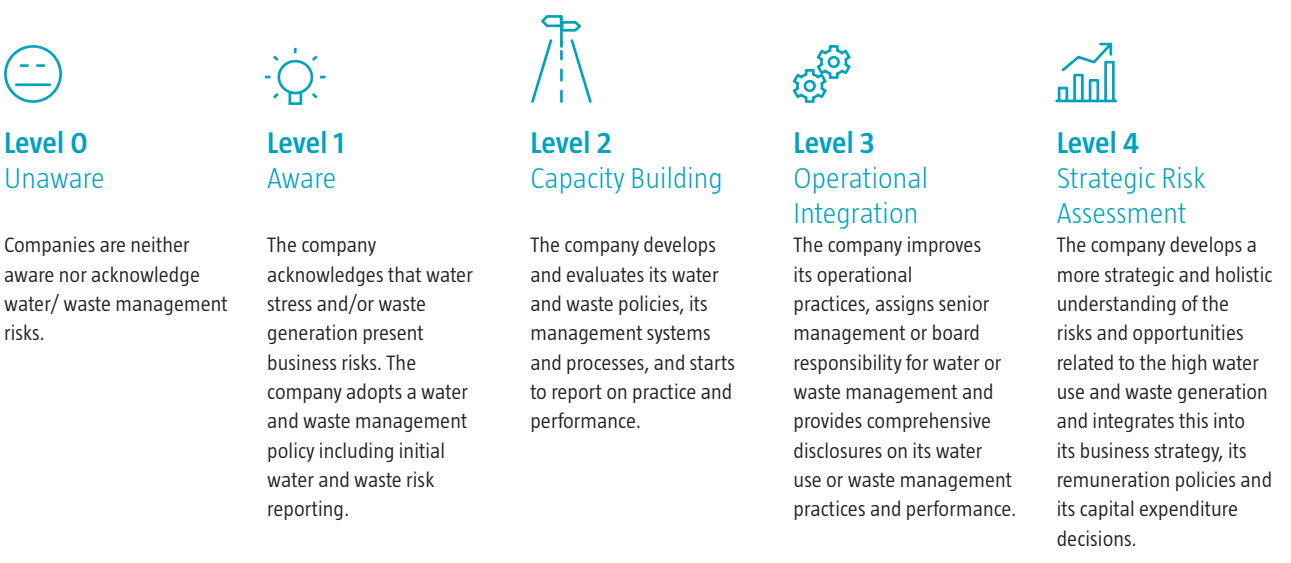 Level 0
Unaware
Companies are neither
aware nor acknowledge
water/ waste management
risks.
Level 1
Aware
The company
acknowledges that water
stress and/or waste
generation present
business risks. The
company adopts a water
and waste management
policy including initial
water and waste risk
reporting.
Level 2
Capacity Building
The company develops
and evaluates its water
and waste policies, its
management systems
and processes, and starts
to report on practice and
performance.
Level 3
Operational
Integration
The company improves
its operational
practices, assigns senior
management or board
responsibility for water or
waste management and
provides comprehensive
disclosures on its water
use or waste management
practices and performance.
Level 4
Strategic Risk
Assessment
The company develops a
more strategic and holistic
understanding of the
risks and opportunities
related to the high water
use and waste generation
and integrates this into
its business strategy, its
remuneration policies and
its capital expenditure
decisions.